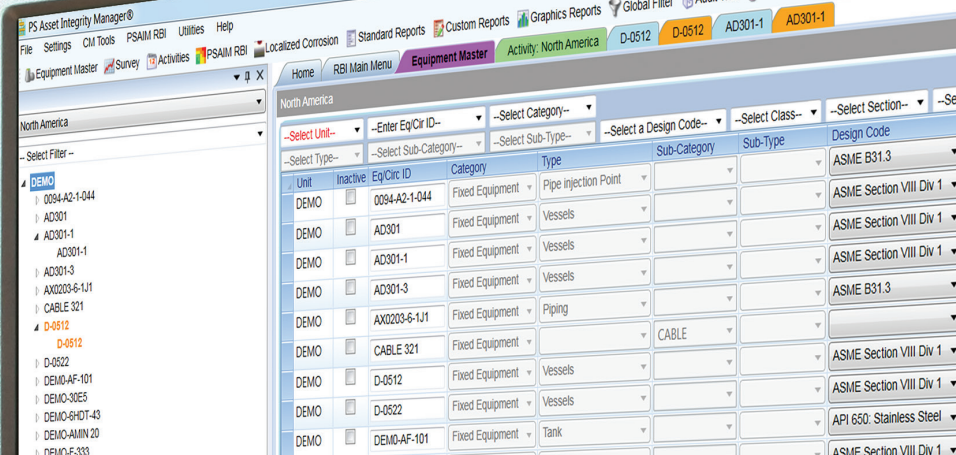 PS Asset Integrity Manager®
File Settings CM Tools PSAIM RBI Utilities Help
Equipment Master Survey Activities PSAIM RBI Localized Corrosion Standard Reports Custom Reports Graphics Reports Global Filter
Home RBI Main Menu Equipment Master Activity: North America D-0512 D-0512 AD301-1 AD301-1
North America
-- Select Filter --
DEMO
0094-A2-1-044
AD301
AD301-1
AD301-1
AD301-3
AX0203-6-1J1
CABLE 321
D-0512
D-0512
D-0522
DEM0-AF-101
DEMO-30E5
DEMO-6HDT-43
DEMO-AMIN 20
DEMO-E-333
North America
--Select Unit-- --Enter Eq/Cir ID-- --Select Category-- --Select a Design Code-- --Select Class-- --Select Section--
--Select Type-- --Select Sub-Category-- --Select Sub-Type--
Unit Inactive Eq/Circ ID Category Type Sub-Category Sub-Type Design Code
DEMO 0094-A2-1-044 Fixed Equipment Pipe injection Point ASME B31.3
DEMO AD301 Fixed Equipment Vessels ASME Section VIII Div 1
DEMO AD301-1 Fixed Equipment Vessels ASME Section VIII Div 1
DEMO AD301-3 Fixed Equipment Vessels ASME Section VIII Div 1
DEMO AX0203-6-1J1 Fixed Equipment Piping ASME B31.3
DEMO CABLE 321 Fixed Equipment CABLE
DEMO D-0512 Fixed Equipment Vessels ASME Section VIII Div 1
DEMO D-0522 Fixed Equipment Vessels ASME Section VIII Div 1
DEMO DEM0-AF-101 Fixed Equipment Tank API 650: Stainless Steel
ASME Section VIII Div 1